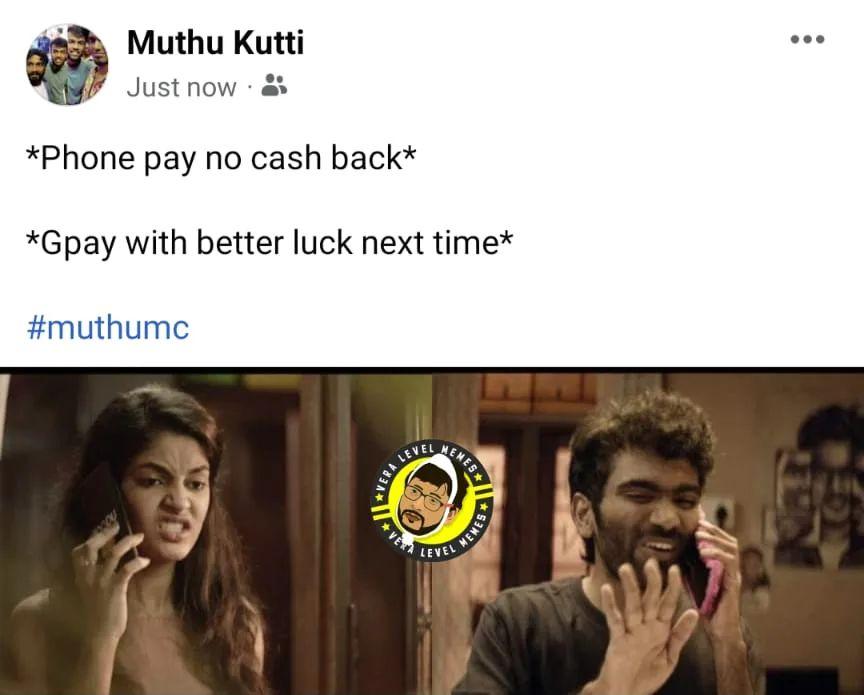 Muthu Kutti
Just now ·
*Phone pay no cash back*
*Gpay with better luck next time*
#muthumc
VERA LEVEL MEMES
VERA LEVEL MEMES